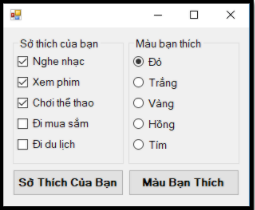 Sở thích của bạn
Nghe nhạc
Xem phim
Chơi thể thao
Đi mua sắm
Đi du lịch
Màu bạn thích
Đỏ
Trắng
Vàng
Hồng
Tím
Sở Thích Của Bạn
Màu Bạn Thích